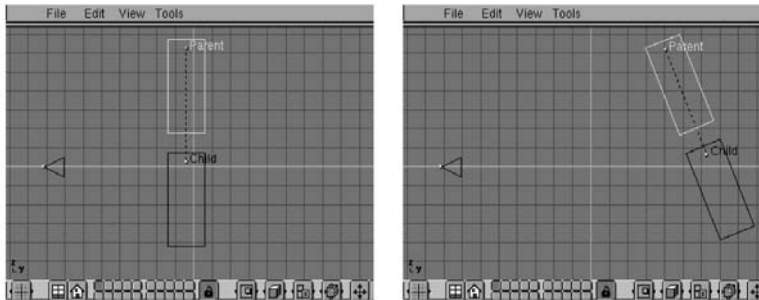 File Edit View Tools
Parent
Child
z
y
File Edit View Tools
Parent
Child
z
y